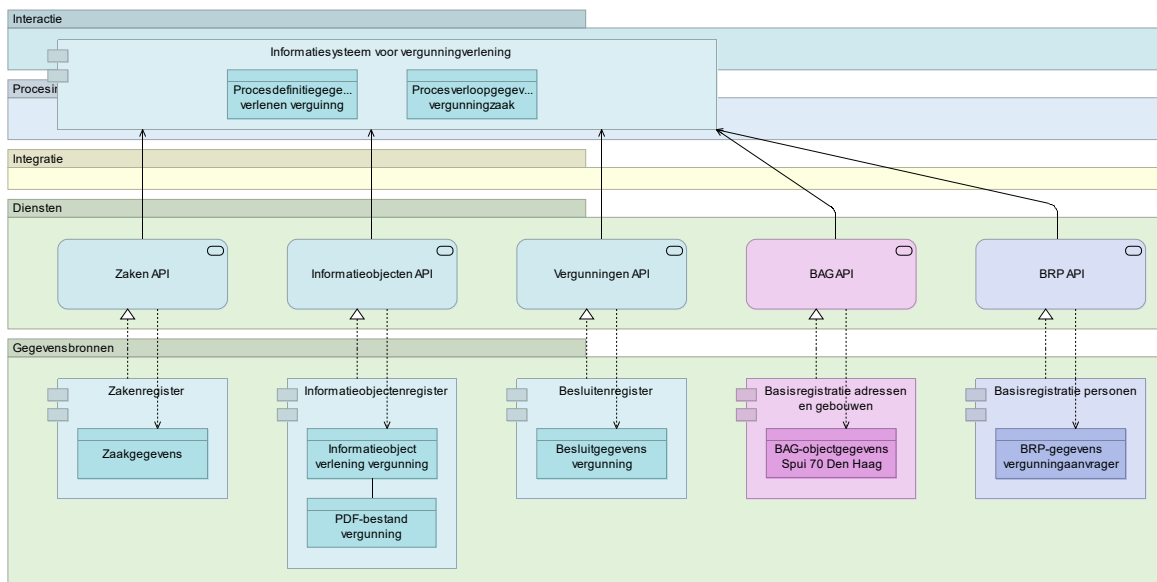 Interactie
Informatiesysteem voor vergunningverlening
Procesdefinitiegege...
verlenen verguinng
Procesverloopgegev...
vergunningzaak
Procesin
Integratie
Diensten
Zaken API
Informatieobjecten API
Vergunningen API
BAG API
BRP API
Gegevensbronnen
Zakenregister
Zaakgegevens
Informatieobjectenregister
Informatieobject
verlening vergunning
PDF-bestand
vergunning
Besluitenregister
Besluitgegevens
vergunning
Basisregistratie adressen
en gebouwen
BAG-objectgegevens
Spui 70 Den Haag
Basisregistratie personen
BRP-gegevens
vergunningaanvrager